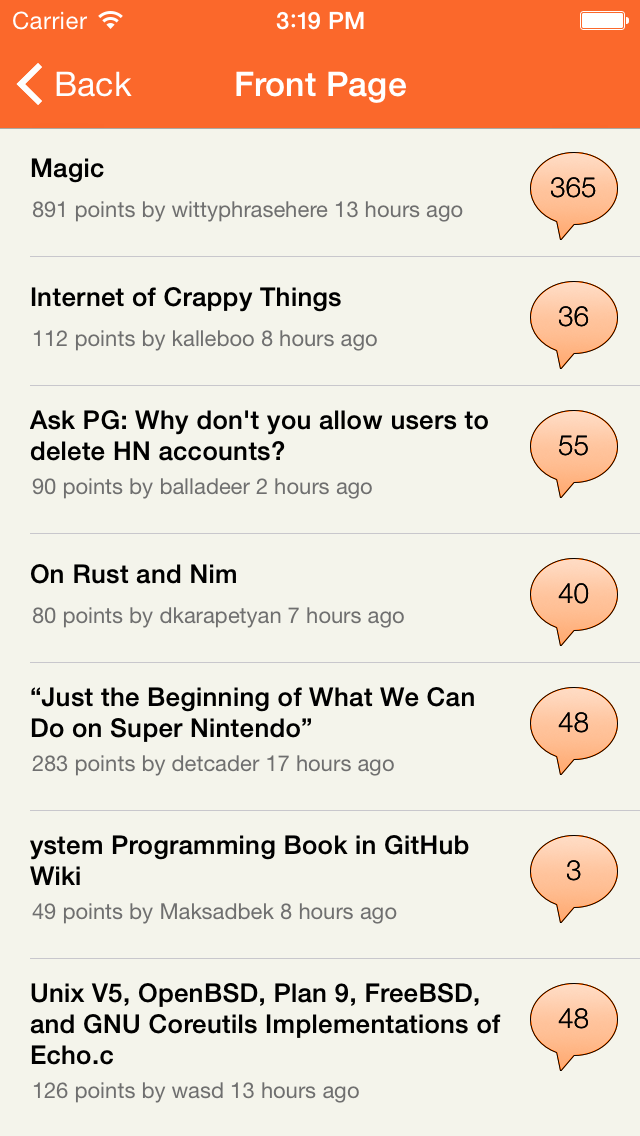 Carrier 3:19 PM
Back Front Page
Magic 365
891 points by wittyphrasehere 13 hours ago
Internet of Crappy Things 36
112 points by kalleboo 8 hours ago
Ask PG: Why don't you allow users to
delete HN accounts? 55
90 points by balladeer 2 hours ago
On Rust and Nim 40
80 points by dkarapetyan 7 hours ago
“Just the Beginning of What We Can
Do on Super Nintendo” 48
283 points by detcader 17 hours ago
ystem Programming Book in GitHub
Wiki 3
49 points by Maksadbek 8 hours ago
Unix V5, OpenBSD, Plan 9, FreeBSD,
and GNU Coreutils Implementations of 48
Echo.c
126 points by wasd 13 hours ago